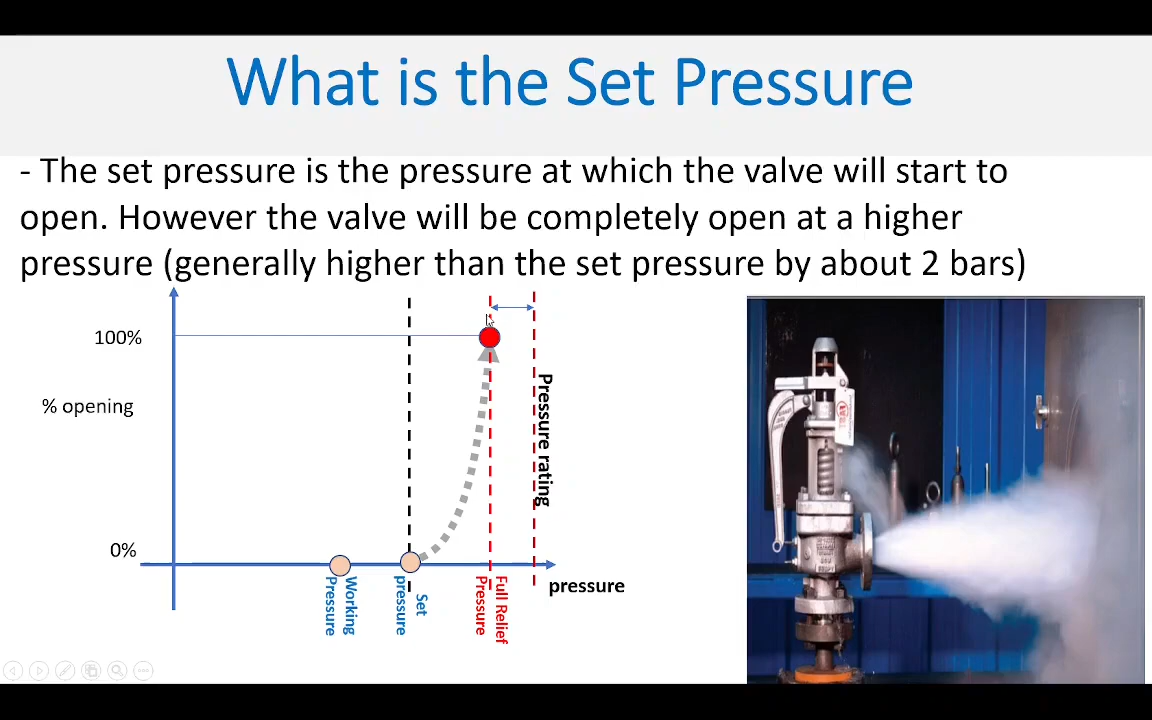 What is the Set Pressure
- The set pressure is the pressure at which the valve will start to
open. However the valve will be completely open at a higher
pressure (generally higher than the set pressure by about 2 bars)
100%
% opening
0%
Pressure rating
pressure
Working
Pressure
Set
pressure
Full Relief
Pressure